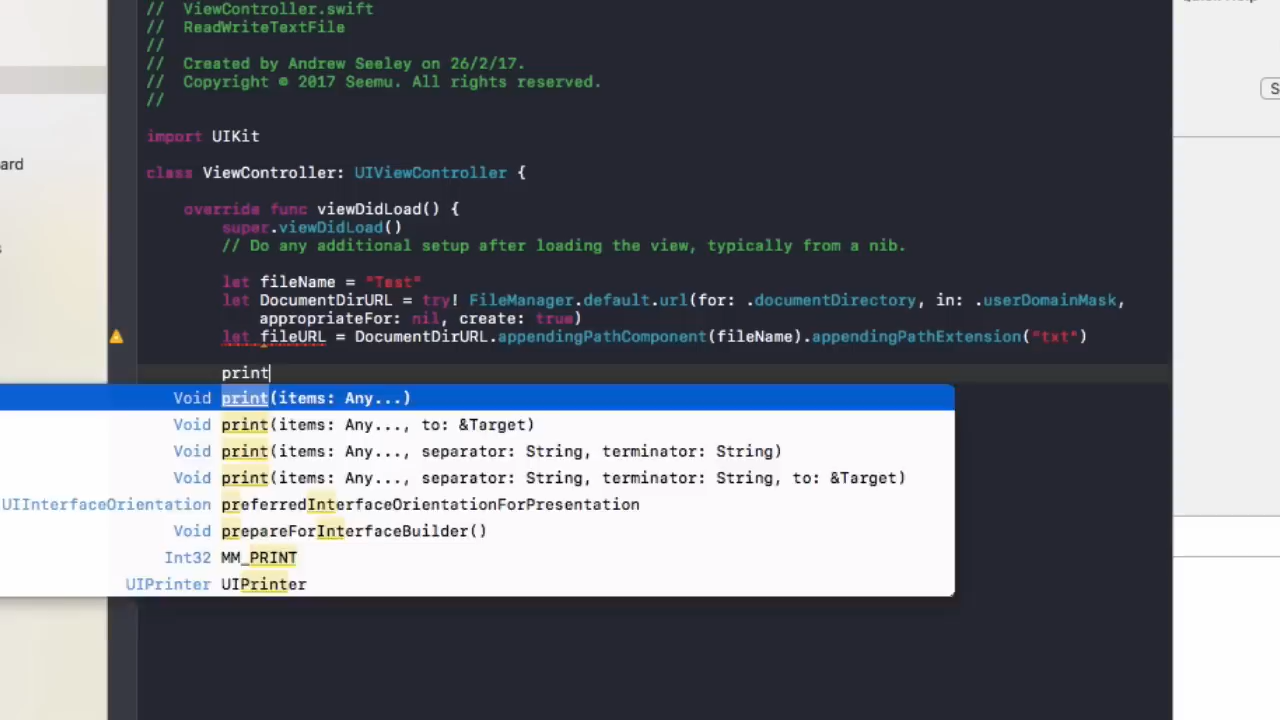 //  ViewController.swift
//  ReadWriteTextFile
//
//  Created by Andrew Seeley on 26/2/17.
//  Copyright © 2017 Seemu. All rights reserved.
//
ard
import UIKit
class ViewController: UIViewController {
override func viewDidLoad() {
super.viewDidLoad()
// Do any additional setup after loading the view, typically from a nib.
let fileName = "Test"
let DocumentDirURL = try! FileManager.default.url(for: .documentDirectory, in: .userDomainMask,
appropriateFor: nil, create: true)
let fileURL = DocumentDirURL.appendingPathComponent(fileName).appendingPathExtension("txt")
print
Void print(items: Any...)
Void print(items: Any..., to: &Target)
Void print(items: Any..., separator: String, terminator: String)
Void print(items: Any..., separator: String, terminator: String, to: &Target)
UIInterfaceOrientation preferredInterfaceOrientationForPresentation
Void prepareForInterfaceBuilder()
Int32 MM_PRINT
UIPrinter UIPrinter